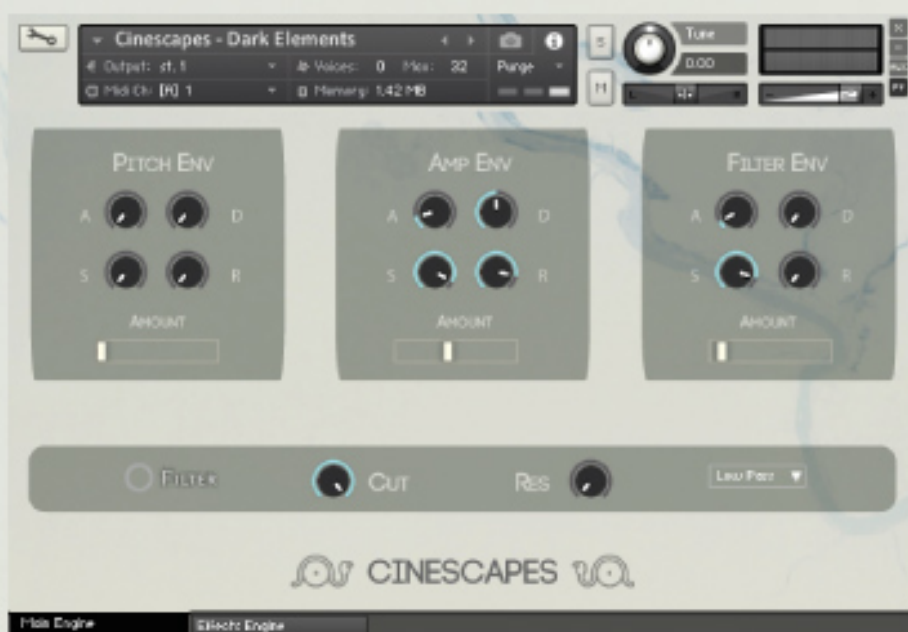 Cinescapes - Dark Elements
Output: st. 1
Voices: 0 Max: 32
Purge
Midi Ch: [A] 1
Memory: 1.42 MB
S
M
Tune
0.00
L R
- +
PITCH ENV
A D
S R
AMOUNT
AMP ENV
A D
S R
AMOUNT
FILTER ENV
A D
S R
AMOUNT
FILTER
CUT
RES
Low Pass
CINESCAPES
Main Engine
Effects Engine